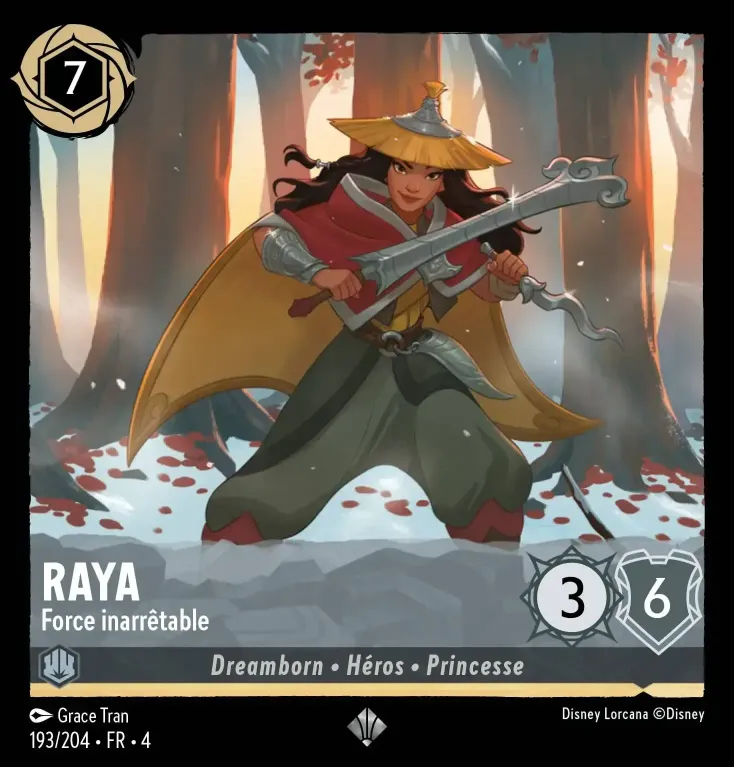 7
RAYA
Force inarrêtable
3
6
Dreamborn • Héros • Princesse
Grace Tran
Disney Lorcana ©Disney
193/204 • FR • 4